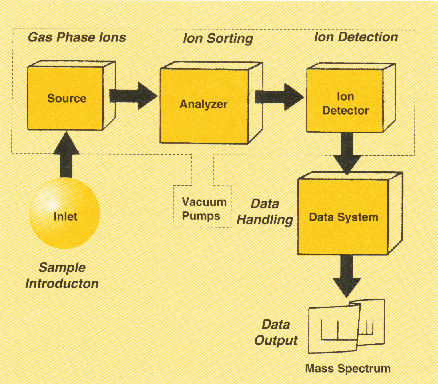 Gas Phase Ions
Ion Sorting
Ion Detection
Source
Analyzer
Ion
Detector
Inlet
Vacuum
Pumps
Data
Handling
Data System
Sample
Introducton
Data
Output
Mass Spectrum